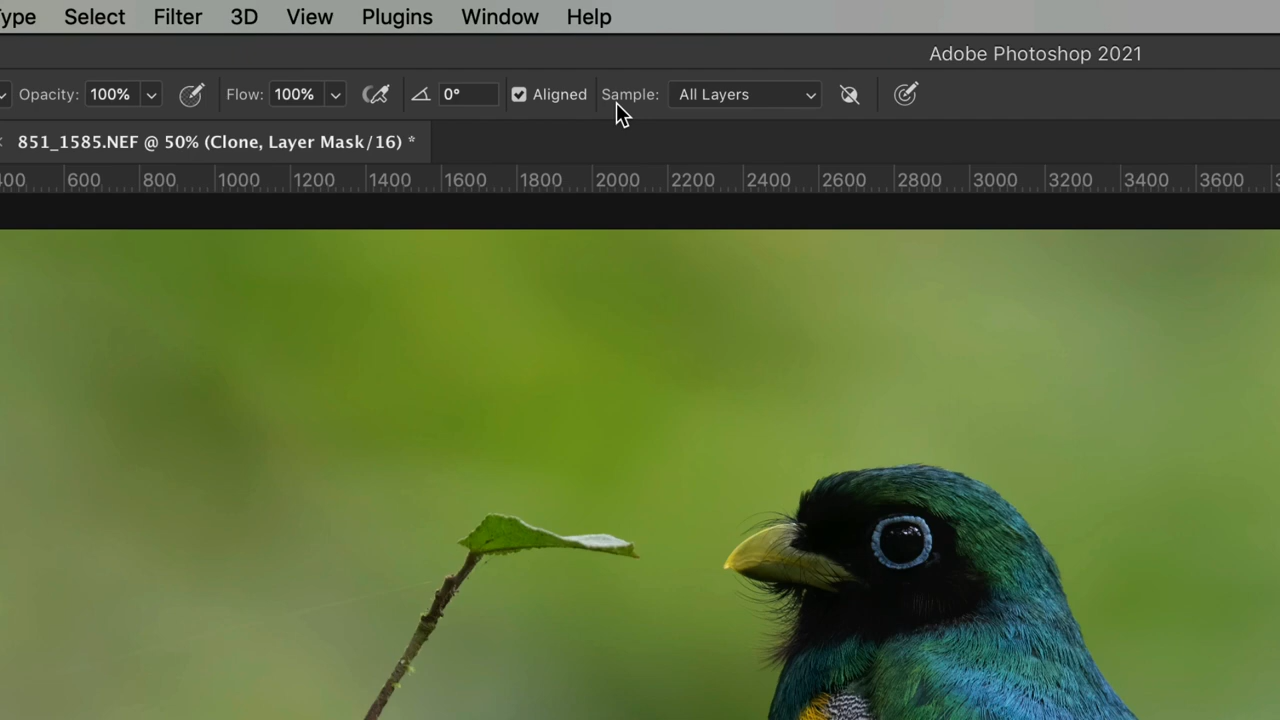 Select Filter 3D View Plugins Window Help
Adobe Photoshop 2021
Opacity: 100% Flow: 100% 0° Aligned Sample: All Layers
851_1585.NEF @ 50% (Clone, Layer Mask/16) *
600 800 1000 1200 1400 1600 1800 2000 2200 2400 2600 2800 3000 3200 3400 3600